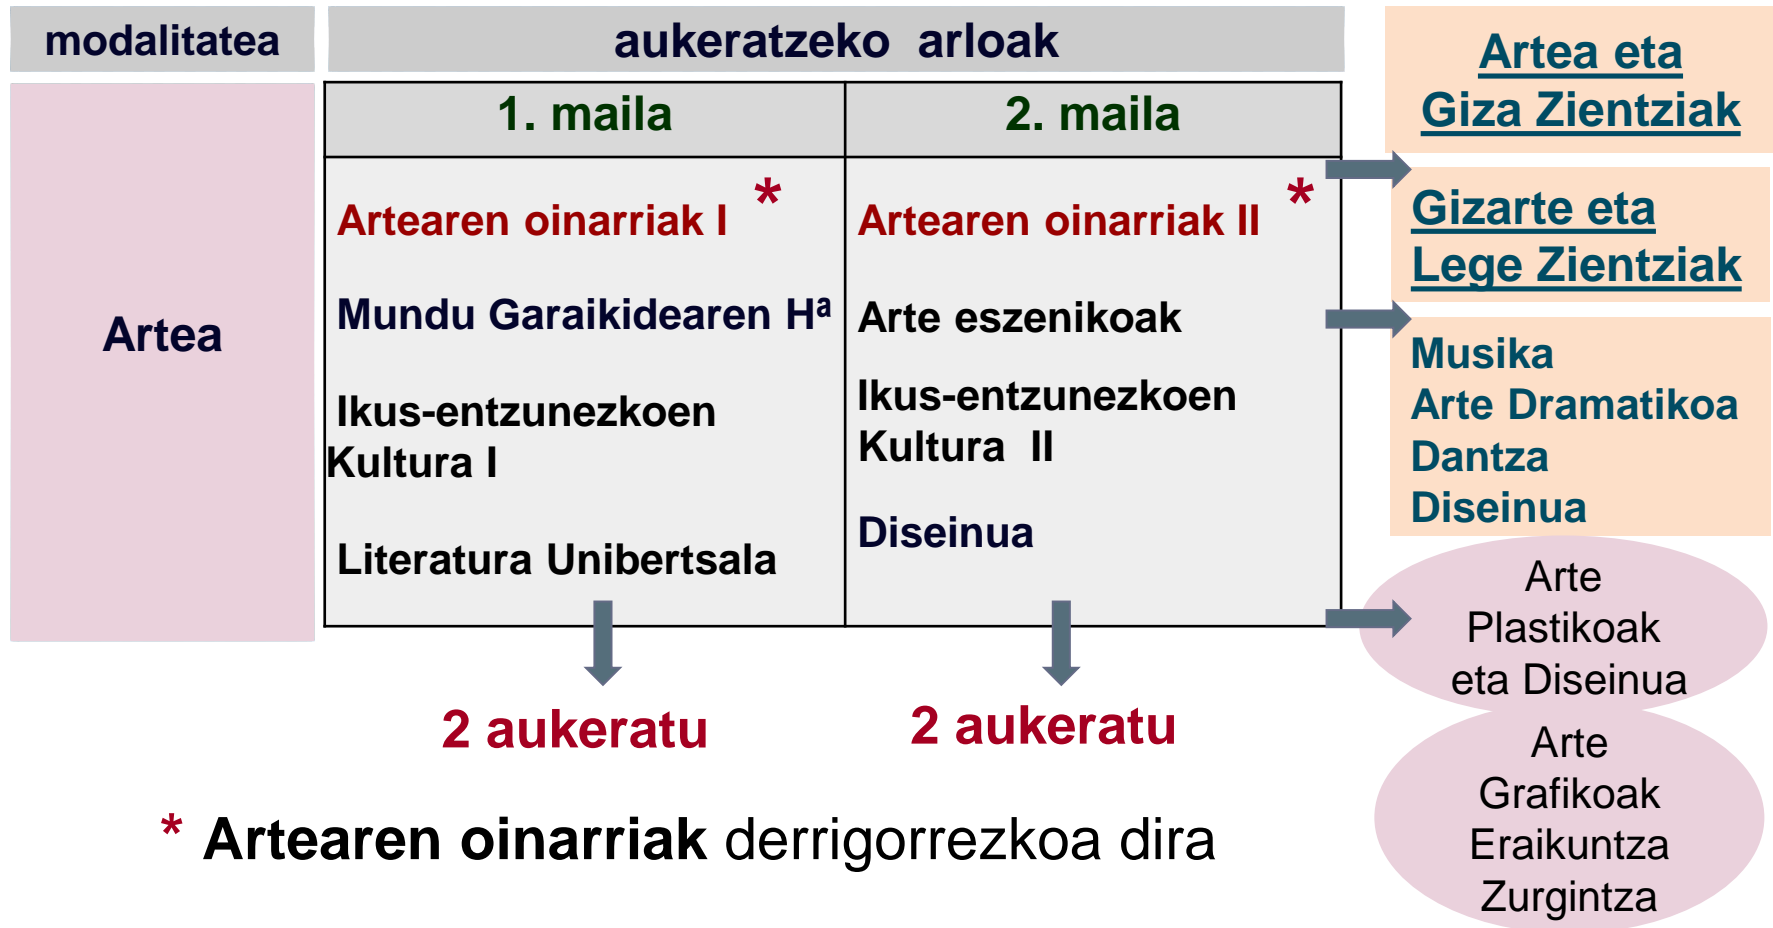 modalitatea
aukeratzeko arloak
1. maila
2. maila
Artea
Artearen oinarriak I *
Mundu Garaikidearen Hª
Ikus-entzunezkoen
Kultura I
Literatura Unibertsala
Artearen oinarriak II *
Arte eszenikoak
Ikus-entzunezkoen
Kultura II
Diseinua
2 aukeratu
2 aukeratu
* Artearen oinarriak derrigorrezkoa dira
Artea eta
Giza Zientziak
Gizarte eta
Lege Zientziak
Musika
Arte Dramatikoa
Dantza
Diseinua
Arte
Plastikoak
eta Diseinua
Arte
Grafikoak
Eraikuntza
Zurgintza